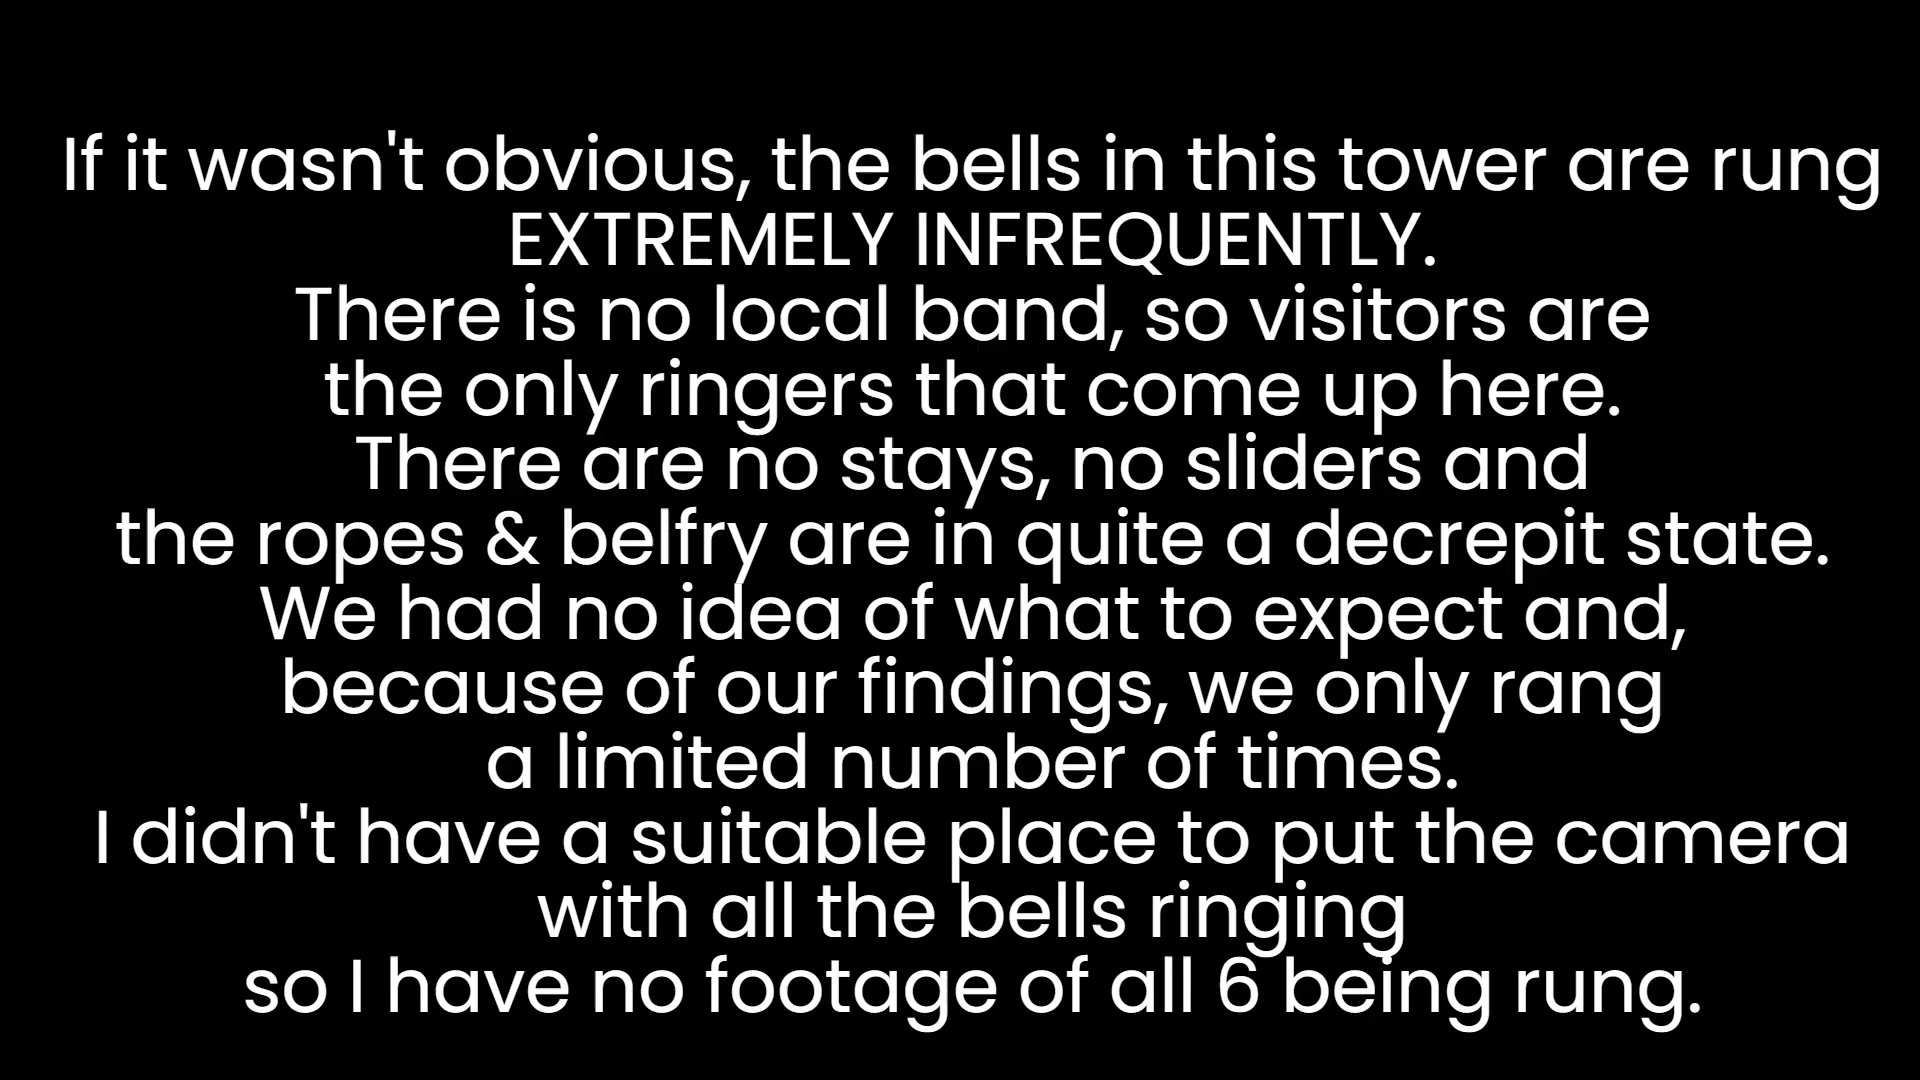 If it wasn't obvious, the bells in this tower are rung
EXTREMELY INFREQUENTLY.
There is no local band, so visitors are
the only ringers that come up here.
There are no stays, no sliders and
the ropes & belfry are in quite a decrepit state.
We had no idea of what to expect and,
because of our findings, we only rang
a limited number of times.
I didn't have a suitable place to put the camera
with all the bells ringing
so I have no footage of all 6 being rung.